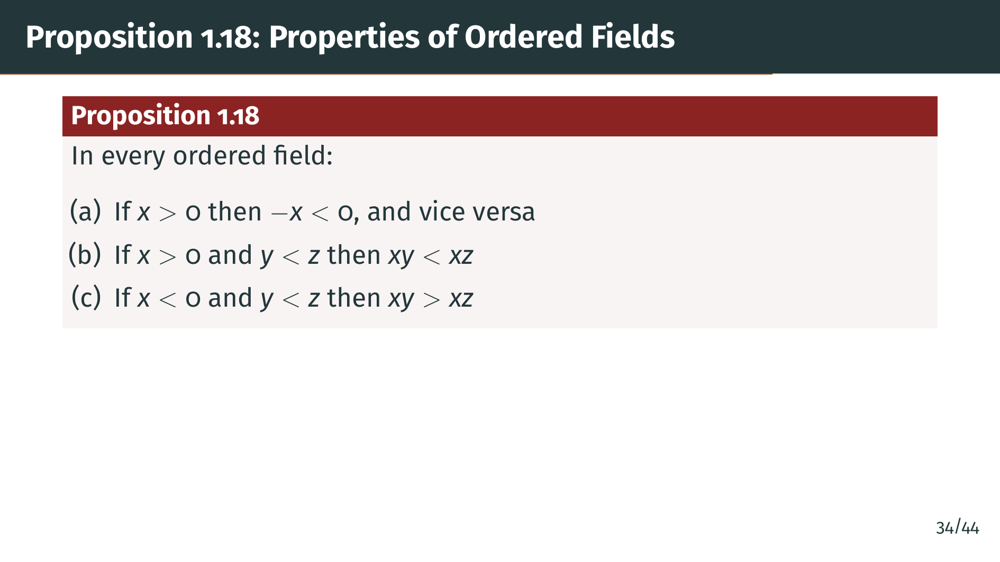 Proposition 1.18: Properties of Ordered Fields
Proposition 1.18
In every ordered field:
(a) If x > 0 then −x < 0, and vice versa
(b) If x > 0 and y < z then xy < xz
(c) If x < 0 and y < z then xy > xz
34/44